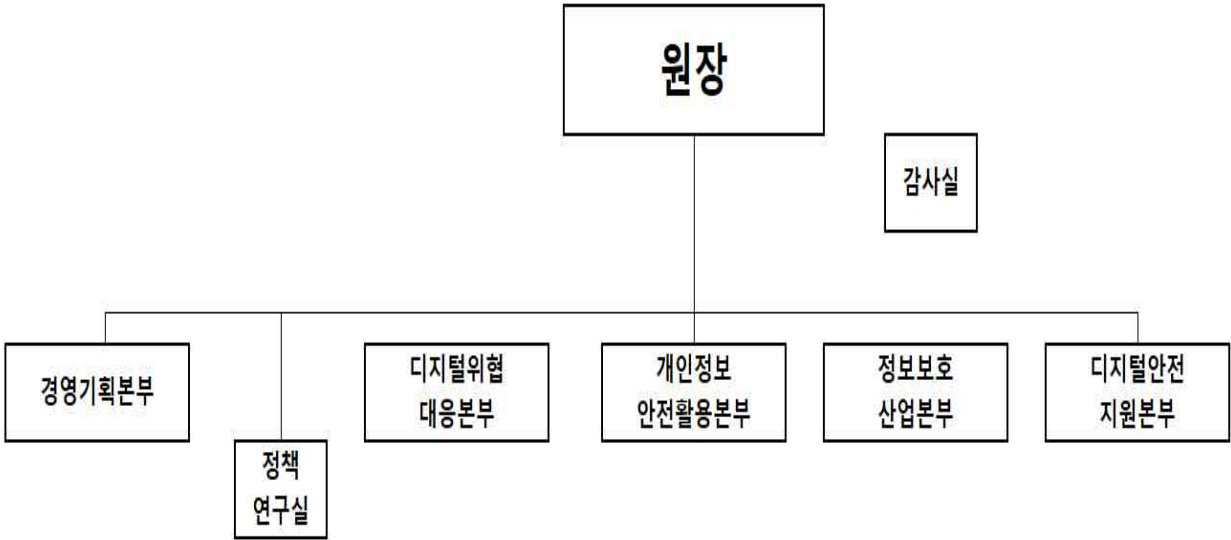 원장
감사실
경영기획본부
디지털위협
대응본부
개인정보
안전활용본부
정보보호
산업본부
디지털안전
지원본부
정책
연구실